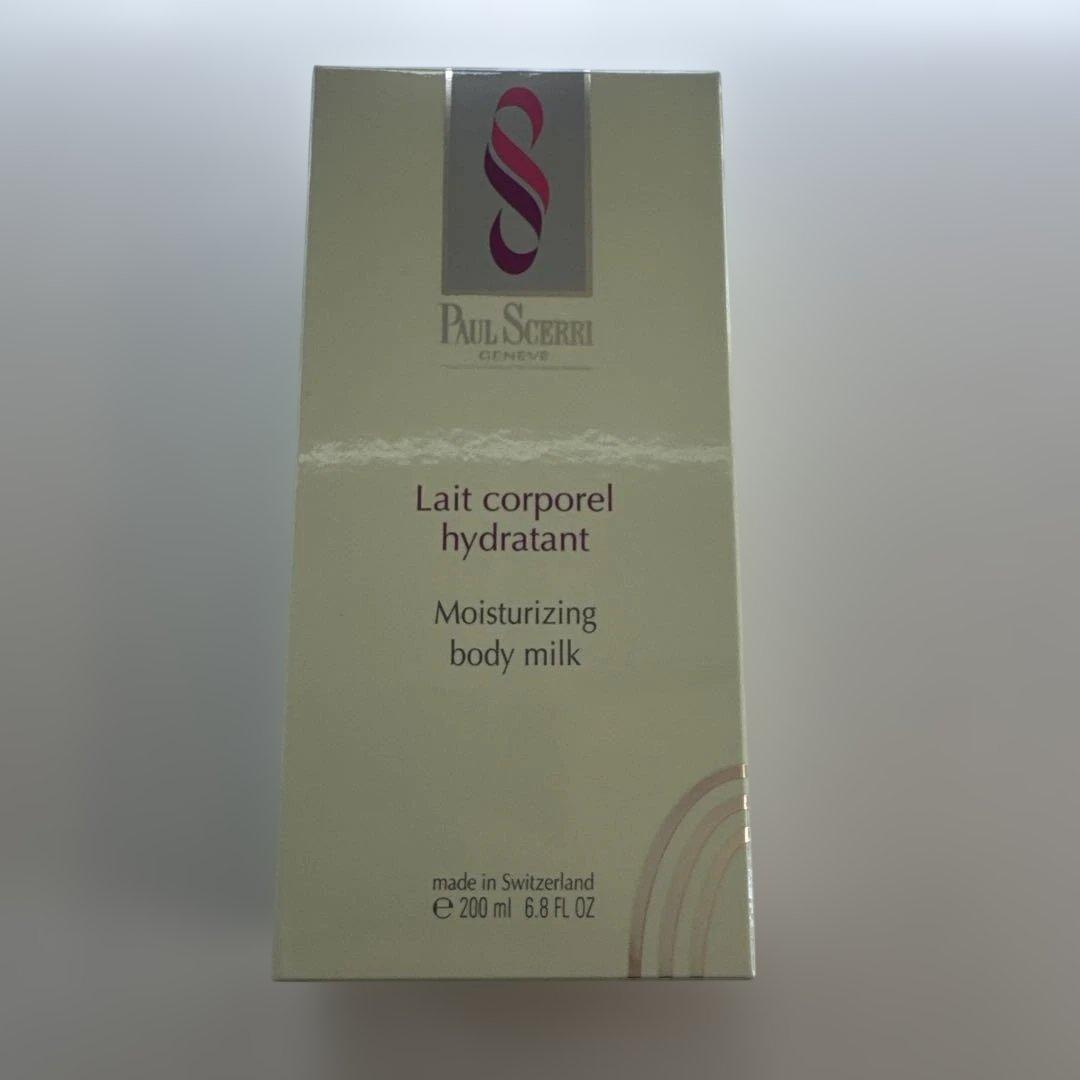 PAUL SCERRI
GENEVE
Lait corporel
hydratant
Moisturizing
body milk
made in Switzerland
℮ 200 ml 6.8 FL OZ